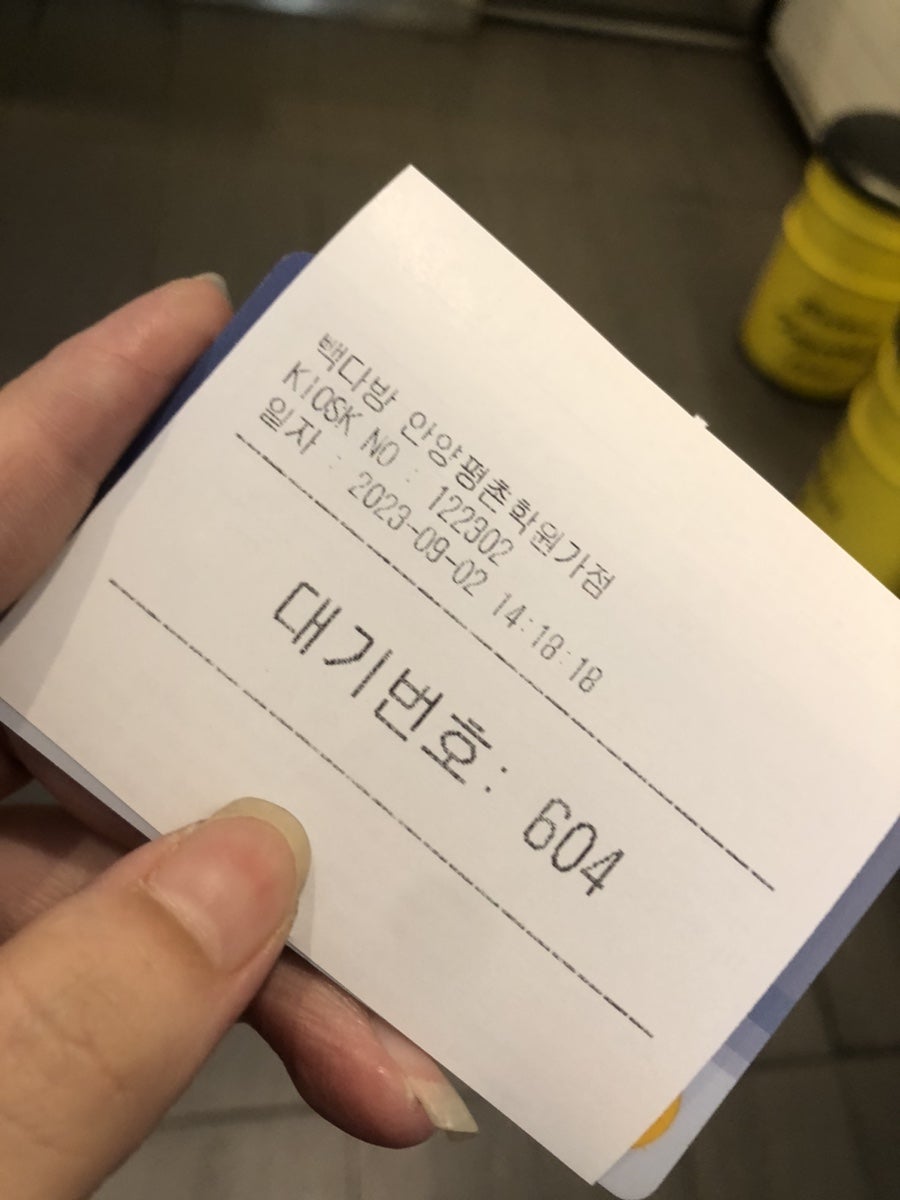 백다방 안양평촌학원가점
KIOSK NO : 122302
일자 : 2023-09-02 14:18:18
대기번호: 604